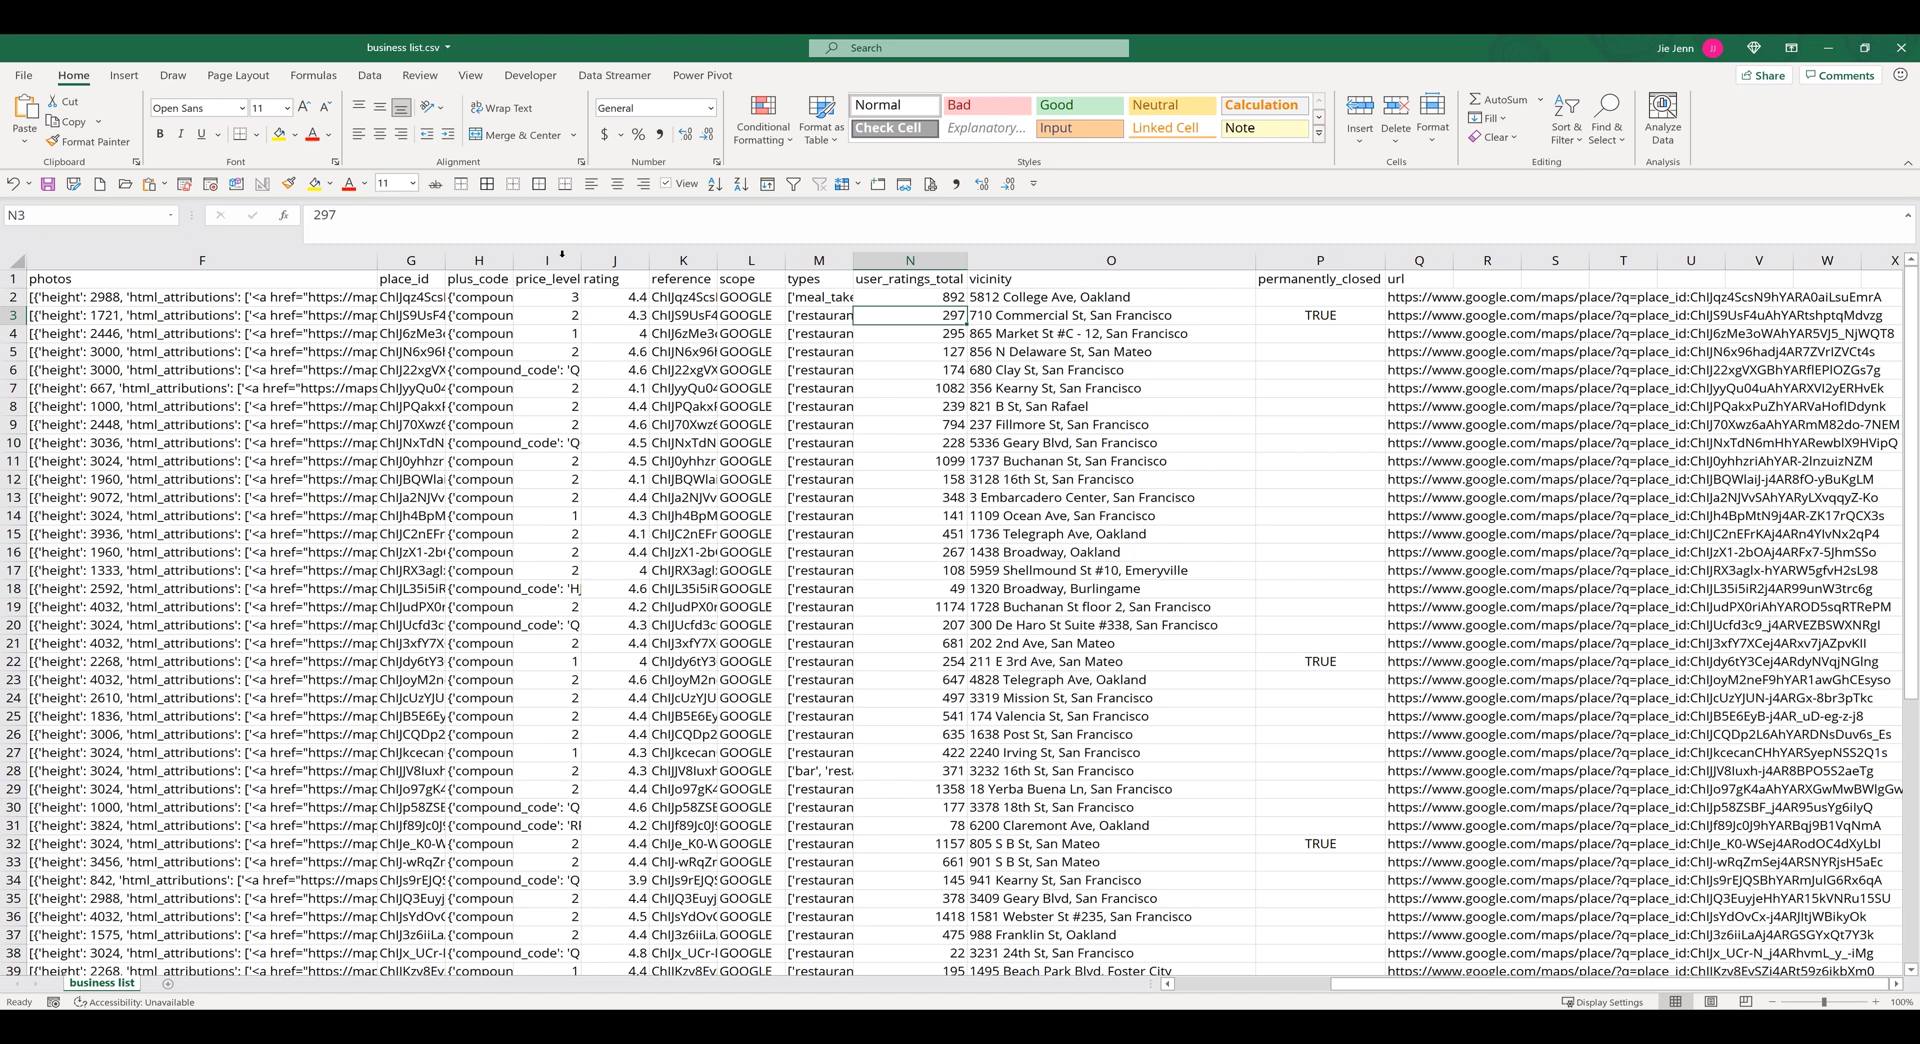 business list.csv
Search
Jie Jenn
JJ
File Home Insert Draw Page Layout Formulas Data Review View Developer Data Streamer Power Pivot
Share Comments
Paste
Cut
Copy
Format Painter
Open Sans 11
B I U
Wrap Text
Merge & Center
General
$ % 9
Conditional Formatting
Format as Table
Normal Bad Good Neutral Calculation
Check Cell Explanatory... Input Linked Cell Note
Insert Delete Format
AutoSum
Fill
Clear
Sort & Filter
Find & Select
Analyze Data
Clipboard Font Alignment Number Styles Cells Editing Analysis
11
View
N3
fx
297
F G H I J K L M N O P Q R S T U V W X
1 photos place_id plus_code price_level rating reference scope types user_ratings_total vicinity permanently_closed url
2 [{'height': 2988, 'html_attributions': ['<a href="https://map ChIJqz4Scs {'compoun 3 4.4 ChIJqz4Scs GOOGLE ['meal_take 892 5812 College Ave, Oakland https://www.google.com/maps/place/?q=place_id:ChIJqz4ScsN9hYARA0aiLsuEmrA
3 [{'height': 1721, 'html_attributions': ['<a href="https://map ChIJS9UsF4 {'compoun 2 4.3 ChIJS9UsF4 GOOGLE ['restauran 297 710 Commercial St, San Francisco TRUE https://www.google.com/maps/place/?q=place_id:ChIJS9UsF4uAhYARtshptqMdvzg
4 [{'height': 2446, 'html_attributions': ['<a href="https://map ChIJ6zMe3 {'compoun 1 4 ChIJ6zMe3 GOOGLE ['restauran 295 865 Market St #C - 12, San Francisco https://www.google.com/maps/place/?q=place_id:ChIJ6zMe3oWAhYAR5VJ5_NjWQT8
5 [{'height': 3000, 'html_attributions': ['<a href="https://map ChIJN6x96h {'compoun 2 4.6 ChIJN6x96h GOOGLE ['restauran 127 856 N Delaware St, San Mateo https://www.google.com/maps/place/?q=place_id:ChIJN6x96hadj4AR7ZVrIZVCt4s
6 [{'height': 3000, 'html_attributions': ['<a href="https://map ChIJ22xgVX {'compound_code': 'Q 4.6 ChIJ22xgVX GOOGLE ['restauran 174 680 Clay St, San Francisco https://www.google.com/maps/place/?q=place_id:ChIJ22xgVXGBhYARflEPlOZGs7g
7 [{'height': 667, 'html_attributions': ['<a href="https://maps ChIJyyQu04 {'compoun 2 4.1 ChIJyyQu04 GOOGLE ['restauran 1082 356 Kearny St, San Francisco https://www.google.com/maps/place/?q=place_id:ChIJyyQu04uAhYARXVI2yERHvEk
8 [{'height': 1000, 'html_attributions': ['<a href="https://map ChIJPQakxP {'compoun 2 4.4 ChIJPQakxP GOOGLE ['restauran 239 821 B St, San Rafael https://www.google.com/maps/place/?q=place_id:ChIJPQakxPuZhYARVaHofIDdynk
9 [{'height': 2448, 'html_attributions': ['<a href="https://map ChIJ70Xwz6 {'compoun 2 4.6 ChIJ70Xwz6 GOOGLE ['restauran 794 237 Fillmore St, San Francisco https://www.google.com/maps/place/?q=place_id:ChIJ70Xwz6aAhYARmM82do-7NEM
10 [{'height': 3036, 'html_attributions': ['<a href="https://map ChIJNxTdN {'compound_code': 'Q 4.5 ChIJNxTdN GOOGLE ['restauran 228 5336 Geary Blvd, San Francisco https://www.google.com/maps/place/?q=place_id:ChIJNxTdN6mHhYARewblX9HVipQ
11 [{'height': 3024, 'html_attributions': ['<a href="https://map ChIJ0yhhzr {'compoun 2 4.5 ChIJ0yhhzr GOOGLE ['restauran 1099 1737 Buchanan St, San Francisco https://www.google.com/maps/place/?q=place_id:ChIJ0yhhzriAhYAR-2InzuizNZM
12 [{'height': 1960, 'html_attributions': ['<a href="https://map ChIJBQWlai {'compoun 2 4.1 ChIJBQWlai GOOGLE ['restauran 158 3128 16th St, San Francisco https://www.google.com/maps/place/?q=place_id:ChIJBQWlaiJ-j4AR8fO-yBuKgLM
13 [{'height': 9072, 'html_attributions': ['<a href="https://map ChIJa2NJVv {'compoun 2 4.4 ChIJa2NJVv GOOGLE ['restauran 348 3 Embarcadero Center, San Francisco https://www.google.com/maps/place/?q=place_id:ChIJa2NJVvSAhYARyLXvqqyZ-Ko
14 [{'height': 3024, 'html_attributions': ['<a href="https://map ChIJh4BpM {'compoun 1 4.3 ChIJh4BpM GOOGLE ['restauran 141 1109 Ocean Ave, San Francisco https://www.google.com/maps/place/?q=place_id:ChIJh4BpMtN9j4AR-ZK17rQCX3s
15 [{'height': 3936, 'html_attributions': ['<a href="https://map ChIJC2nEFr {'compoun 2 4.1 ChIJC2nEFr GOOGLE ['restauran 451 1736 Telegraph Ave, Oakland https://www.google.com/maps/place/?q=place_id:ChIJC2nEFrKAj4ARn4YIvNx2qP4
16 [{'height': 1960, 'html_attributions': ['<a href="https://map ChIJzX1-2b {'compoun 2 4.4 ChIJzX1-2b GOOGLE ['restauran 267 1438 Broadway, Oakland https://www.google.com/maps/place/?q=place_id:ChIJzX1-2bOAj4ARFx7-5JhmSSo
17 [{'height': 1333, 'html_attributions': ['<a href="https://map ChIJRX3agl {'compoun 2 4 ChIJRX3agl GOOGLE ['restauran 108 5959 Shellmound St #10, Emeryville https://www.google.com/maps/place/?q=place_id:ChIJRX3aglx-hYARW5gfvH2sL98
18 [{'height': 2592, 'html_attributions': ['<a href="https://map ChIJL35i5iR {'compound_code': 'HJ 4.6 ChIJL35i5iR GOOGLE ['restauran 49 1320 Broadway, Burlingame https://www.google.com/maps/place/?q=place_id:ChIJL35i5iR2j4AR99unW3trc6g
19 [{'height': 4032, 'html_attributions': ['<a href="https://map ChIJudPX0r {'compoun 2 4.2 ChIJudPX0r GOOGLE ['restauran 1174 1728 Buchanan St floor 2, San Francisco https://www.google.com/maps/place/?q=place_id:ChIJudPX0riAhYAROD5sqRTRePM
20 [{'height': 3024, 'html_attributions': ['<a href="https://map ChIJUcfd3c {'compound_code': 'Q 4.3 ChIJUcfd3c GOOGLE ['restauran 207 300 De Haro St Suite #338, San Francisco https://www.google.com/maps/place/?q=place_id:ChIJUcfd3c9_j4ARVEZBSWXNRgI
21 [{'height': 4032, 'html_attributions': ['<a href="https://map ChIJ3xfY7X {'compoun 2 4.4 ChIJ3xfY7X GOOGLE ['restauran 681 202 2nd Ave, San Mateo https://www.google.com/maps/place/?q=place_id:ChIJ3xfY7XCej4ARxv7jAZpvKII
22 [{'height': 2268, 'html_attributions': ['<a href="https://map ChIJdy6tY3 {'compoun 1 4 ChIJdy6tY3 GOOGLE ['restauran 254 211 E 3rd Ave, San Mateo TRUE https://www.google.com/maps/place/?q=place_id:ChIJdy6tY3Cej4ARdyNVqjNGlng
23 [{'height': 4032, 'html_attributions': ['<a href="https://map ChIJoyM2n {'compoun 2 4.6 ChIJoyM2n GOOGLE ['restauran 647 4828 Telegraph Ave, Oakland https://www.google.com/maps/place/?q=place_id:ChIJoyM2neF9hYAR1awGhCEsyso
24 [{'height': 2610, 'html_attributions': ['<a href="https://map ChIJcUzYJU {'compoun 2 4.4 ChIJcUzYJU GOOGLE ['restauran 497 3319 Mission St, San Francisco https://www.google.com/maps/place/?q=place_id:ChIJcUzYJUN-j4ARGx-8br3pTkc
25 [{'height': 1836, 'html_attributions': ['<a href="https://map ChIJB5E6Ey {'compoun 2 4.4 ChIJB5E6Ey GOOGLE ['restauran 541 174 Valencia St, San Francisco https://www.google.com/maps/place/?q=place_id:ChIJB5E6EyB-j4AR_uD-eg-z-j8
26 [{'height': 3006, 'html_attributions': ['<a href="https://map ChIJCQDp2 {'compoun 2 4.4 ChIJCQDp2 GOOGLE ['restauran 635 1638 Post St, San Francisco https://www.google.com/maps/place/?q=place_id:ChIJCQDp2L6AhYARDNsDuv6s_Es
27 [{'height': 3024, 'html_attributions': ['<a href="https://map ChIJkcecan {'compoun 1 4.3 ChIJkcecan GOOGLE ['restauran 422 2240 Irving St, San Francisco https://www.google.com/maps/place/?q=place_id:ChIJkcecanCHhYARSyepNSS2Q1s
28 [{'height': 3024, 'html_attributions': ['<a href="https://map ChIJJV8Iuxh {'compoun 2 4.3 ChIJJV8Iuxh GOOGLE ['bar', 'rest 371 3232 16th St, San Francisco https://www.google.com/maps/place/?q=place_id:ChIJJV8Iuxh-j4AR8BPO5S2aeTg
29 [{'height': 3024, 'html_attributions': ['<a href="https://map ChIJo97gK4 {'compoun 2 4.4 ChIJo97gK4 GOOGLE ['restauran 1358 18 Yerba Buena Ln, San Francisco https://www.google.com/maps/place/?q=place_id:ChIJo97gK4aAhYARXGwMwBWlgGw
30 [{'height': 1000, 'html_attributions': ['<a href="https://map ChIJp58ZSB {'compound_code': 'Q 4.6 ChIJp58ZSB GOOGLE ['restauran 177 3378 18th St, San Francisco https://www.google.com/maps/place/?q=place_id:ChIJp58ZSBF_j4AR95usYg6iIyQ
31 [{'height': 3824, 'html_attributions': ['<a href="https://map ChIJf89Jc0J9 {'compound_code': 'RF 4.2 ChIJf89Jc0J9 GOOGLE ['restauran 78 6200 Claremont Ave, Oakland https://www.google.com/maps/place/?q=place_id:ChIJf89Jc0J9hYARBqj9B1VqNmA
32 [{'height': 3024, 'html_attributions': ['<a href="https://map ChIJe_K0-W {'compoun 2 4.4 ChIJe_K0-W GOOGLE ['restauran 1157 805 S B St, San Mateo TRUE https://www.google.com/maps/place/?q=place_id:ChIJe_K0-WSej4ARodOC4dXyLbI
33 [{'height': 3456, 'html_attributions': ['<a href="https://map ChIJ-wRqZr {'compoun 2 4.4 ChIJ-wRqZr GOOGLE ['restauran 661 901 S B St, San Mateo https://www.google.com/maps/place/?q=place_id:ChIJ-wRqZmSej4ARSNYRjsH5aEc
34 [{'height': 842, 'html_attributions': ['<a href="https://maps ChIJs9rEJQS {'compound_code': 'Q 3.9 ChIJs9rEJQS GOOGLE ['restauran 145 941 Kearny St, San Francisco https://www.google.com/maps/place/?q=place_id:ChIJs9rEJQSBhYARmJulG6Rx6qA
35 [{'height': 2988, 'html_attributions': ['<a href="https://map ChIJQ3Euyj {'compoun 2 4.4 ChIJQ3Euyj GOOGLE ['restauran 378 3409 Geary Blvd, San Francisco https://www.google.com/maps/place/?q=place_id:ChIJQ3EuyjeHhYAR15kVNRu15SU
36 [{'height': 4032, 'html_attributions': ['<a href="https://map ChIJsYdOvC {'compoun 2 4.5 ChIJsYdOvC GOOGLE ['restauran 1418 1581 Webster St #235, San Francisco https://www.google.com/maps/place/?q=place_id:ChIJsYdOvCx-j4ARJltjWBikyOk
37 [{'height': 1575, 'html_attributions': ['<a href="https://map ChIJ3z6iiLa {'compoun 2 4.4 ChIJ3z6iiLa GOOGLE ['restauran 475 988 Franklin St, Oakland https://www.google.com/maps/place/?q=place_id:ChIJ3z6iiLaAj4ARGSGYxQt7Y3k
38 [{'height': 3024, 'html_attributions': ['<a href="https://map ChIJx_UCr-I {'compound_code': 'Q 4.8 ChIJx_UCr-I GOOGLE ['restauran 22 3231 24th St, San Francisco https://www.google.com/maps/place/?q=place_id:ChIJx_UCr-N_j4ARhvmL_y_-iMg
39 [{'height': 2268, 'html_attributions': ['<a href="https://map {'compoun 1 4.4 GOOGLE ['restauran 195 1495 Beach Park Blvd, Foster City
business list
Ready Accessibility: Unavailable Display Settings 100%